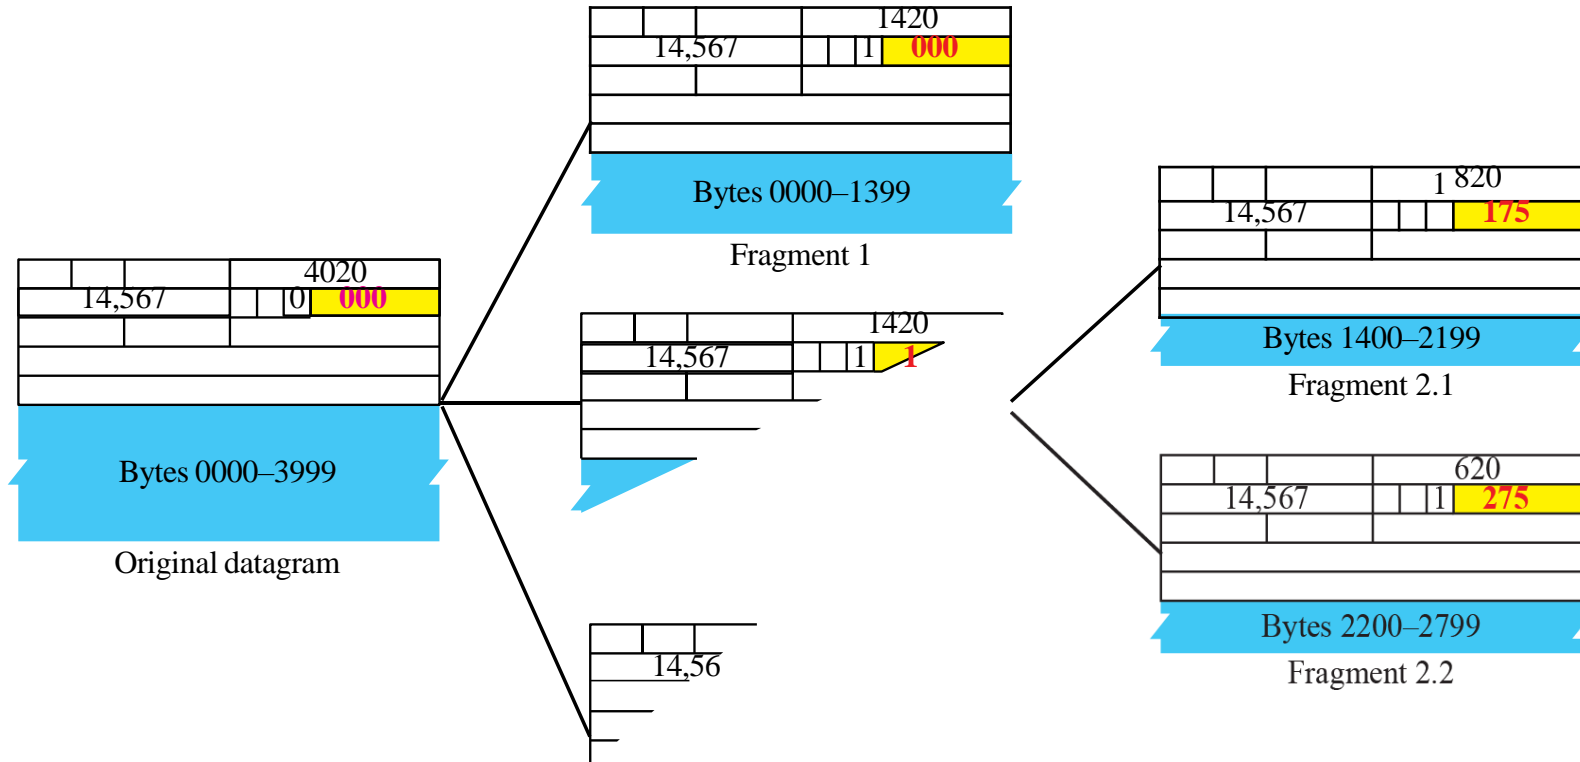 4020
14,567 0 000
Bytes 0000–3999
Original datagram
1420
14,567 1 000
Bytes 0000–1399
Fragment 1
1420
14,567 1 1
14,56
820
1
14,567 175
Bytes 1400–2199
Fragment 2.1
620
14,567 1 275
Bytes 2200–2799
Fragment 2.2